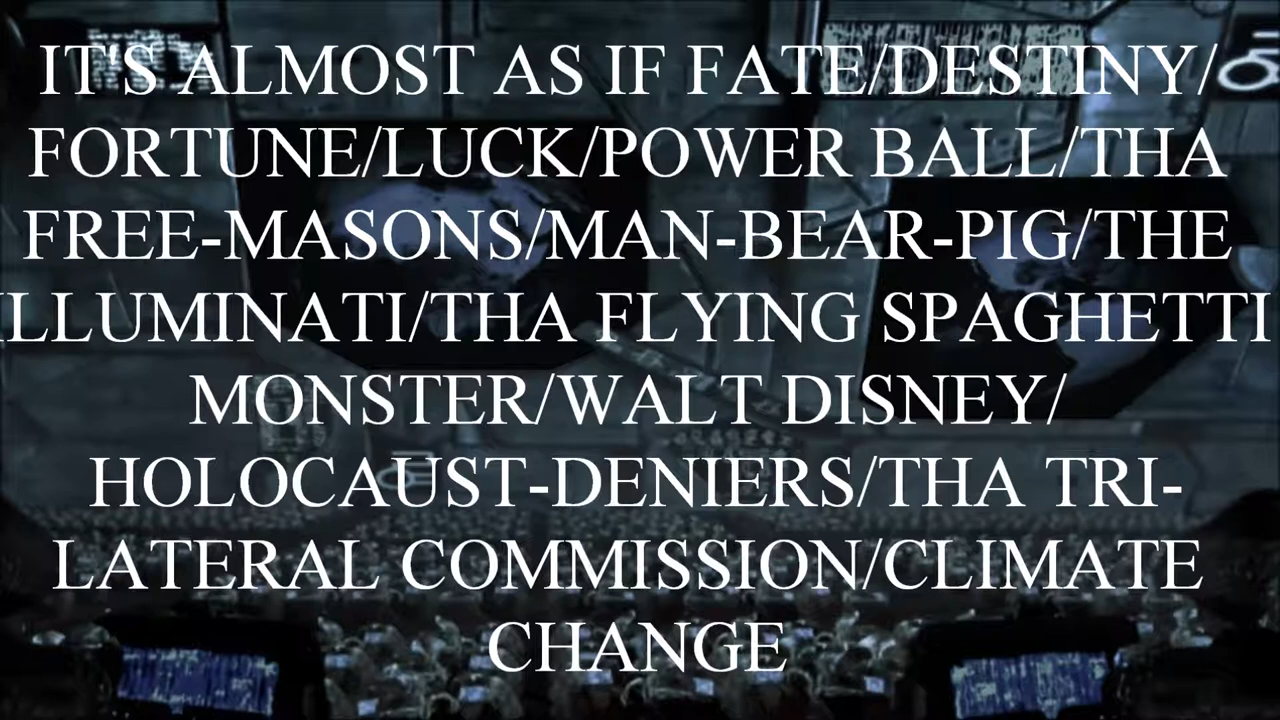 IT'S ALMOST AS IF FATE/DESTINY/
FORTUNE/LUCK/POWER BALL/THA
FREE-MASONS/MAN-BEAR-PIG/THE
ILLUMINATI/THA FLYING SPAGHETTI
MONSTER/WALT DISNEY/
HOLOCAUST-DENIERS/THA TRI-
LATERAL COMMISSION/CLIMATE
CHANGE